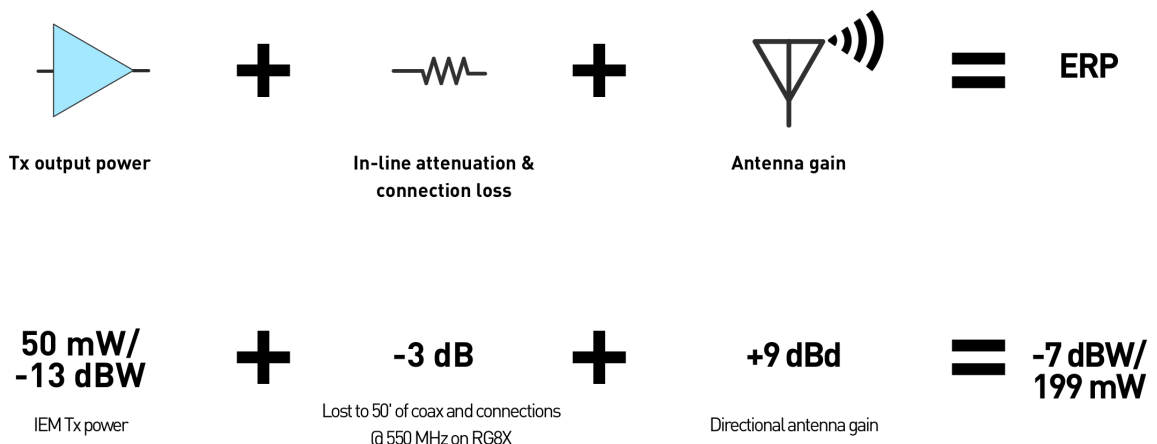 + + = ERP
Tx output power
In-line attenuation &
connection loss
Antenna gain
50 mW/
-13 dBW
+
-3 dB
+
+9 dBd
=
-7 dBW/
199 mW
IEM Tx power
Lost to 50' of coax and connections
@ 550 MHz on RG8X
Directional antenna gain